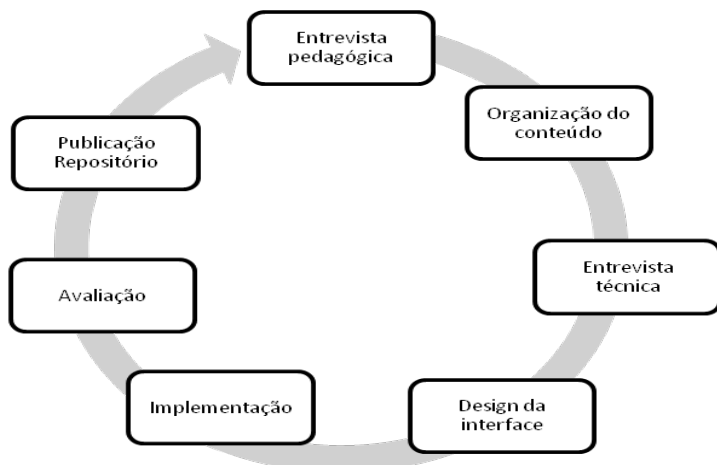 Entrevista
pedagógica
Organização do
conteúdo
Entrevista
técnica
Design da
interface
Implementação
Avaliação
Publicação
Repositório